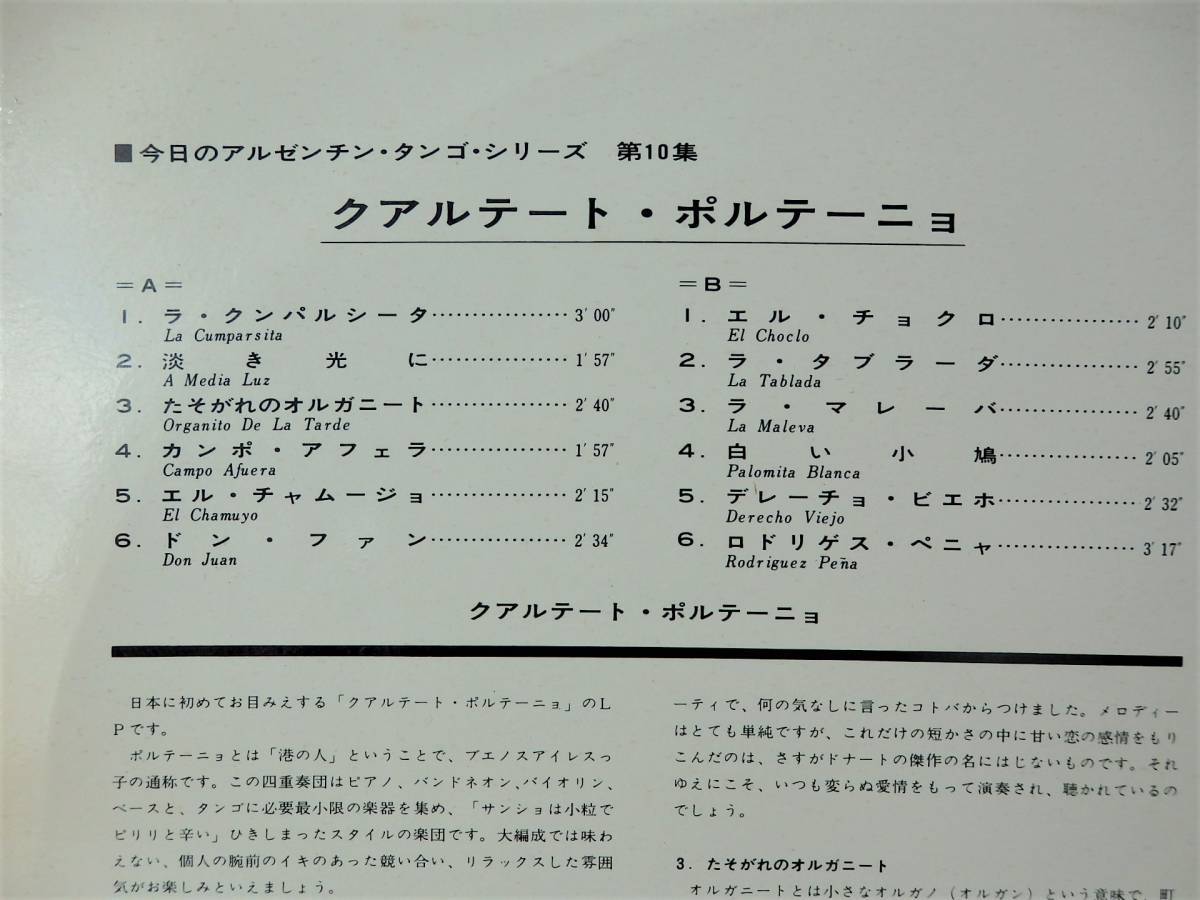 ■今日のアルゼンチン・タンゴ・シリーズ 第10集
クアルテート・ポルテーニョ
=A=
1. ラ・クンパルシータ………………3′00″
La Cumparsita
2. 淡き光に………………1′57″
A Media Luz
3. たそがれのオルガニート………………2′40″
Organito De La Tarde
4. カンポ・アフェラ………………1′57″
Campo Afuera
5. エル・チャムージョ………………2′15″
El Chamuyo
6. ドン・ファン………………2′34″
Don Juan
=B=
1. エル・チョクロ………………2′10″
El Choclo
2. ラ・タブラーダ………………2′55″
La Tablada
3. ラ・マレーバ………………2′40″
La Maleva
4. 白い小鳩………………2′05″
Palomita Blanca
5. デレーチョ・ビエホ………………2′32″
Derecho Viejo
6. ロドリゲス・ペニャ………………3′17″
Rodriguez Peña
クアルテート・ポルテーニョ
日本に初めてお目みえする「クアルテート・ポルテーニョ」のL
Pです。
ポルテーニョとは「港の人」ということで、ブエノスアイレスっ
子の通称です。この四重奏団はピアノ、バンドネオン、バイオリン、
ベースと、タンゴに必要最小限の楽器を集め、「サンショは小粒で
ピリリと辛い」ひきしまったスタイルの楽団です。大編成では味わ
えない、個人の腕前のイキのあった競い合い、リラックスした雰囲
気がお楽しみといえましょう。
ーティで、何の気なしに言ったコトバからつけました。メロディー
はとても単純ですが、これだけの短かさの中に甘い恋の感情をもり
こんだのは、さすがドナートの傑作の名にはじないものです。それ
ゆえにこそ、いつも変らぬ愛情をもって演奏され、聴かれているの
でしょう。
3. たそがれのオルガニート
オルガニートとは小さなオルガノ(オルガン)という意味で、町